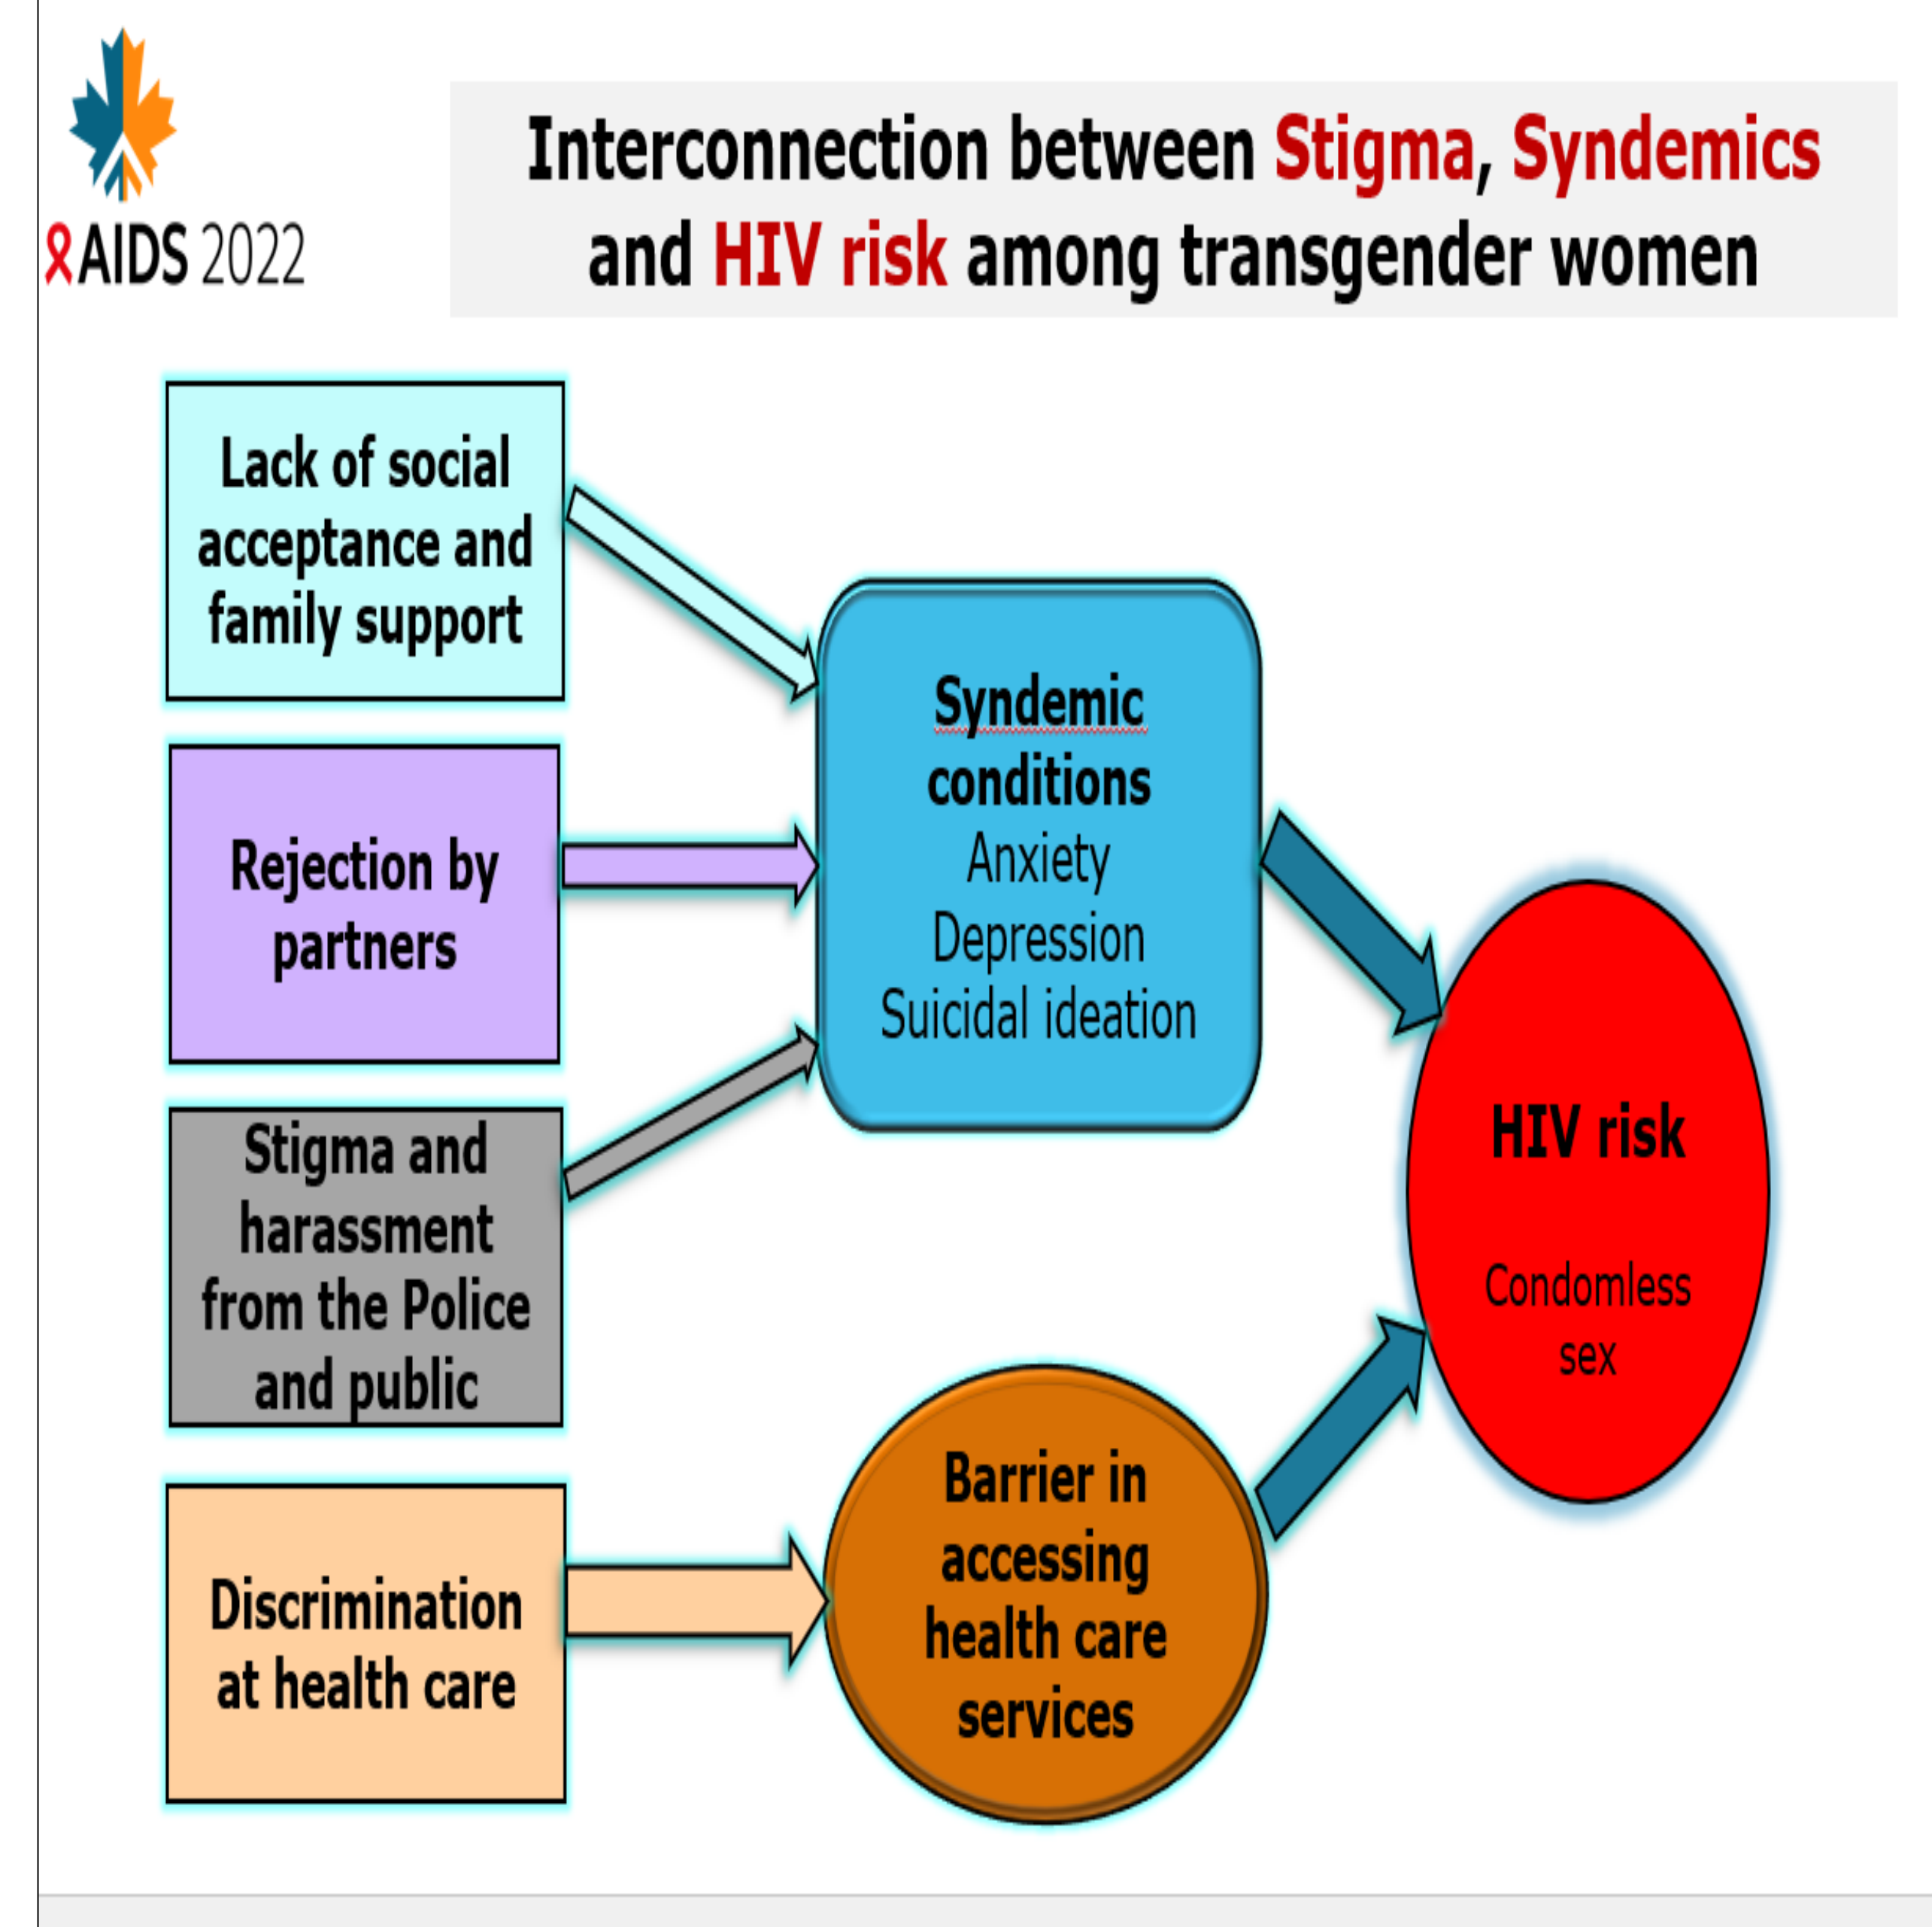 AIDS 2022
Interconnection between Stigma, Syndemics
and HIV risk among transgender women
Lack of social
acceptance and
family support
Rejection by
partners
Stigma and
harassment
from the Police
and public
Discrimination
at health care
Syndemic
conditions
Anxiety
Depression
Suicidal ideation
Barrier in
accessing
health care
services
HIV risk
Condomless
sex